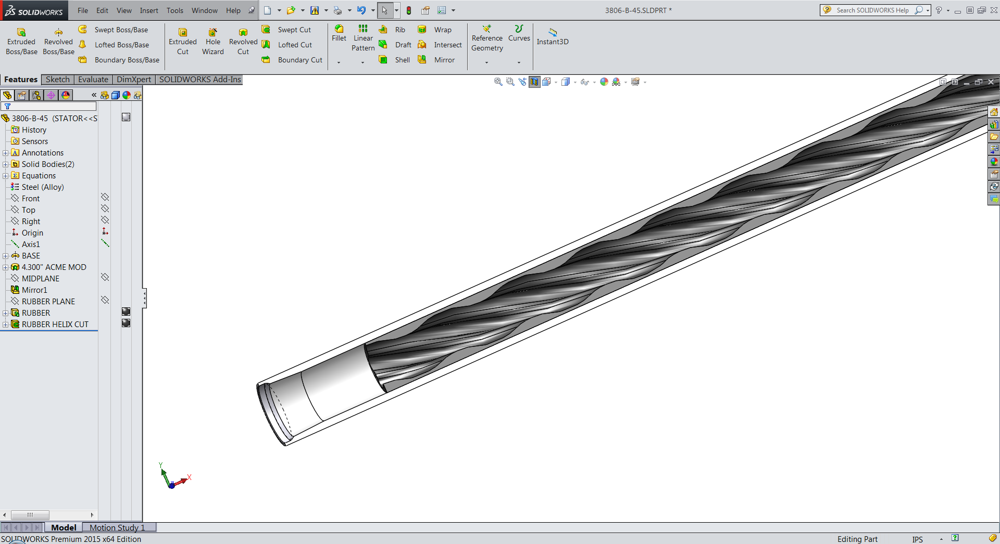 SOLIDWORKS File Edit View Insert Tools Window Help 3806-B-45.SLDPRT * Search SOLIDWORKS Help
Extruded Boss/Base
Revolved Boss/Base
Swept Boss/Base
Lofted Boss/Base
Boundary Boss/Base
Extruded Cut
Hole Wizard
Revolved Cut
Swept Cut
Lofted Cut
Boundary Cut
Fillet
Linear Pattern
Rib
Draft
Shell
Wrap
Intersect
Mirror
Reference Geometry
Curves
Instant3D
Features Sketch Evaluate DimXpert SOLIDWORKS Add-Ins
3806-B-45 (STATOR<<S
History
Sensors
Annotations
Solid Bodies(2)
Equations
Steel (Alloy)
Front
Top
Right
Origin
Axis1
BASE
4.300" ACME MOD
MIDPLANE
Mirror1
RUBBER PLANE
RUBBER
RUBBER HELIX CUT
Y
X
Z
Model Motion Study 1
SOLIDWORKS Premium 2015 x64 Edition Editing Part IPS